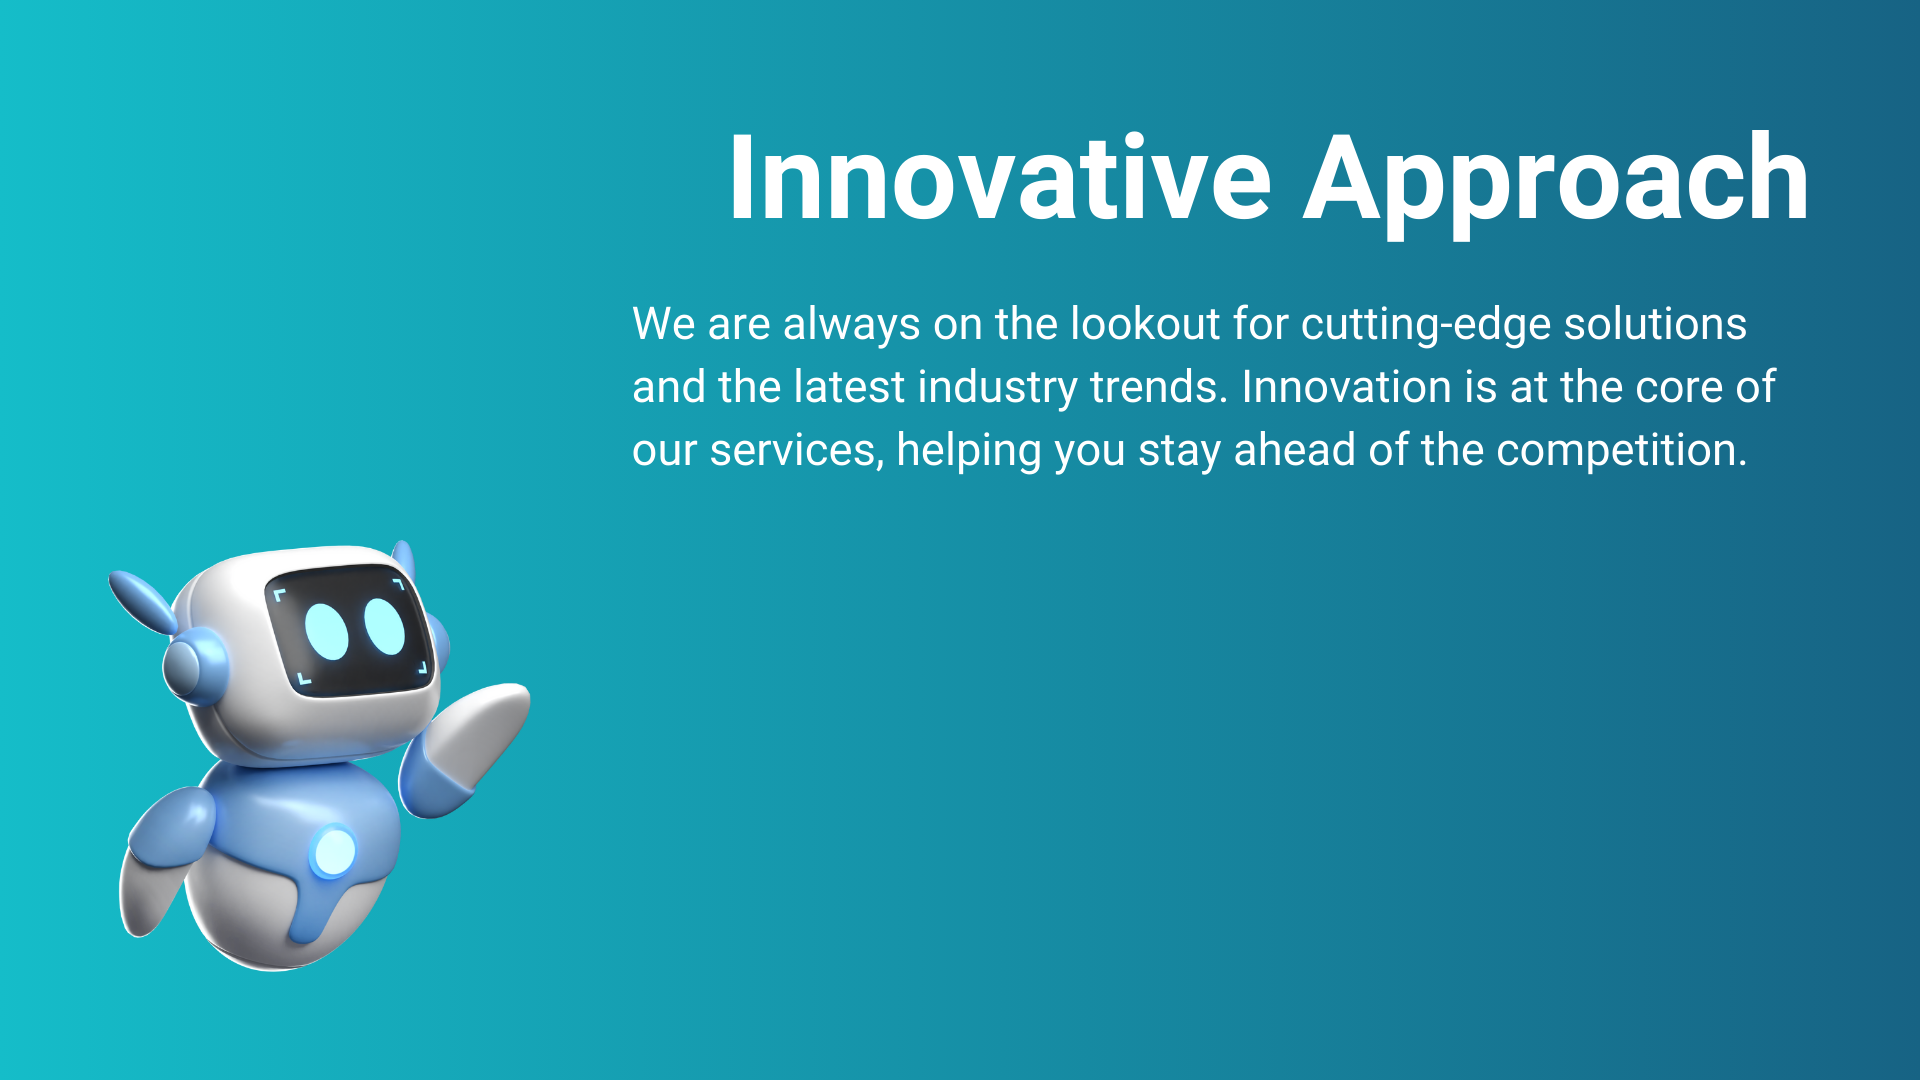 Innovative Approach
We are always on the lookout for cutting-edge solutions
and the latest industry trends. Innovation is at the core of
our services, helping you stay ahead of the competition.